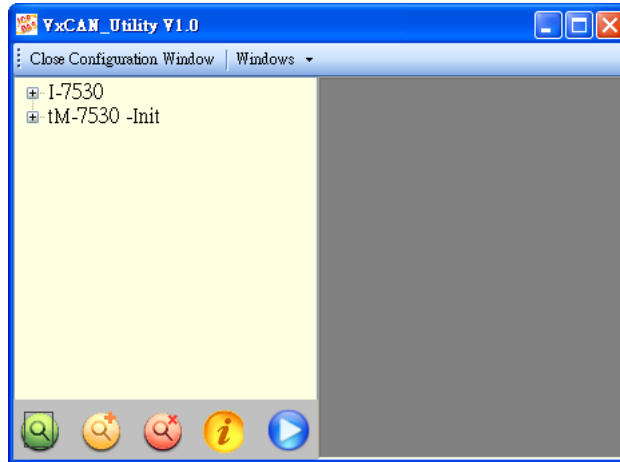 VxCAN_Utility V1.0
Close Configuration Window Windows
I-7530
tM-7530 -Init